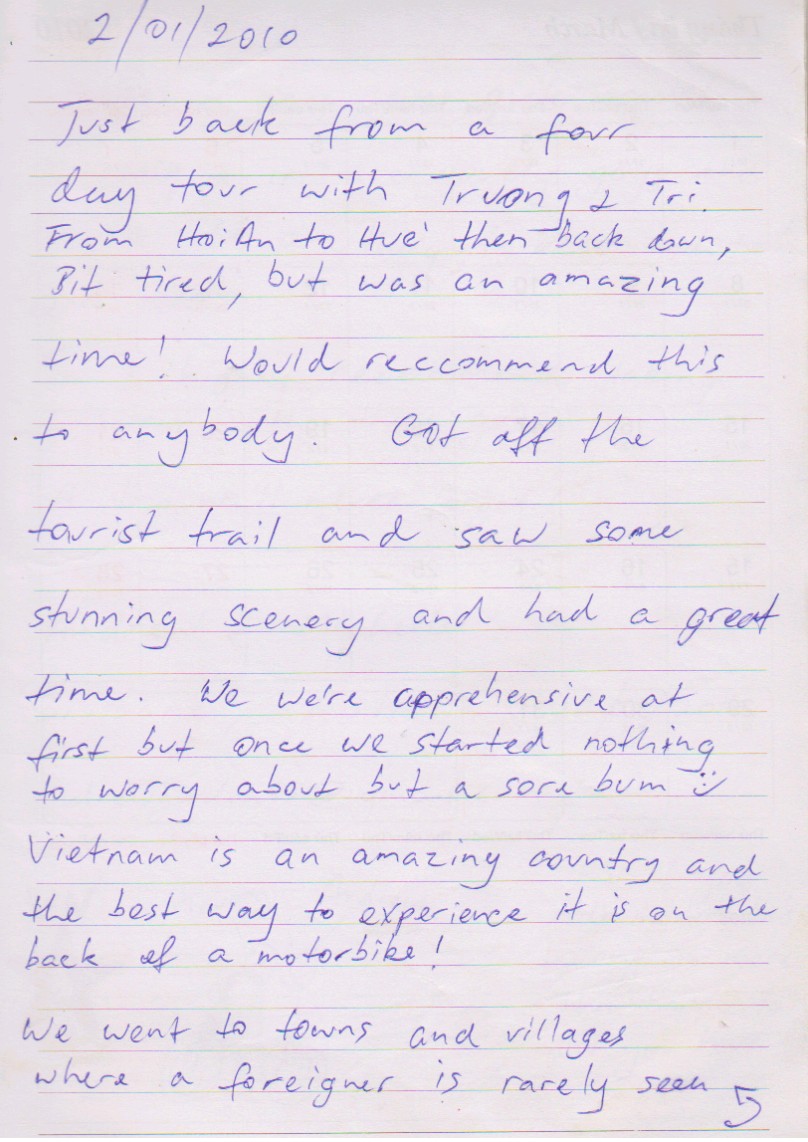 2/01/2010
Just back from a four
day tour with Truong & Tri.
From HoiAn to Hue' then back down,
Bit tired, but was an amazing
time! Would reccommend this
to anybody. Got off the
tourist trail and saw some
stunning scenery and had a great
time. We we're apprehensive at
first but once we started nothing
to worry about but a sore bum :)
Vietnam is an amazing country and
the best way to experience it is on the
back of a motorbike!
We went to towns and villages
where a foreigner is rarely seen